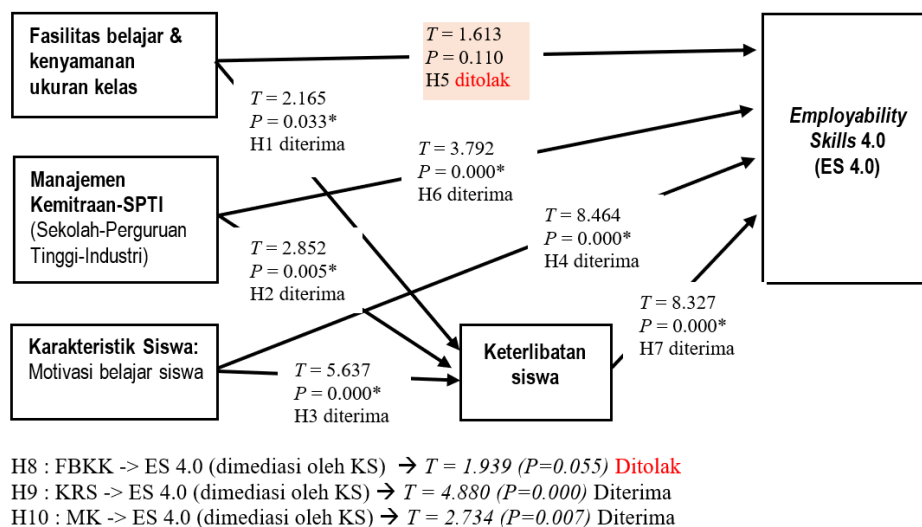 Fasilitas belajar &
kenyamanan
ukuran kelas
T = 1.613
P = 0.110
H5 ditolak
T = 2.165
P = 0.033*
H1 diterima
Employability
Skills 4.0
(ES 4.0)
T = 3.792
P = 0.000*
H6 diterima
Manajemen
Kemitraan-SPTI
(Sekolah-Perguruan
Tinggi-Industri)
T = 8.464
P = 0.000*
H4 diterima
T = 2.852
P = 0.005*
H2 diterima
T = 8.327
P = 0.000*
H7 diterima
Karakteristik Siswa:
Motivasi belajar siswa
Keterlibatan
siswa
T = 5.637
P = 0.000*
H3 diterima
H8 : FBKK -> ES 4.0 (dimediasi oleh KS) → T = 1.939 (P=0.055) Ditolak
H9 : KRS -> ES 4.0 (dimediasi oleh KS) → T = 4.880 (P=0.000) Diterima
H10 : MK -> ES 4.0 (dimediasi oleh KS) → T = 2.734 (P=0.007) Diterima